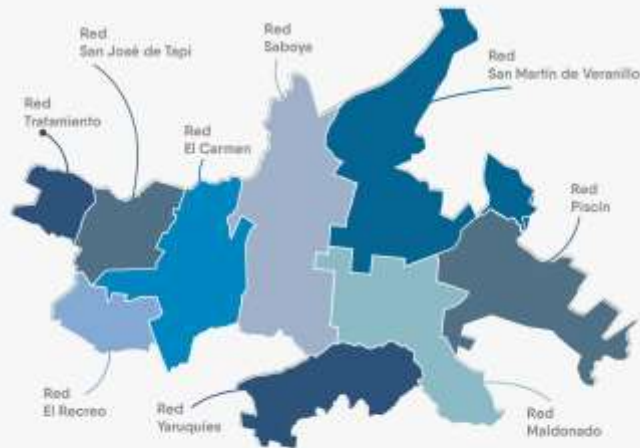 Red
San José de Tapi
Red
Saboya
Red
San Martín de Veranillo
Red
Tratamiento
Red
El Carmen
Red
Piscín
Red
El Recreo
Red
Yaruquíes
Red
Maldonado